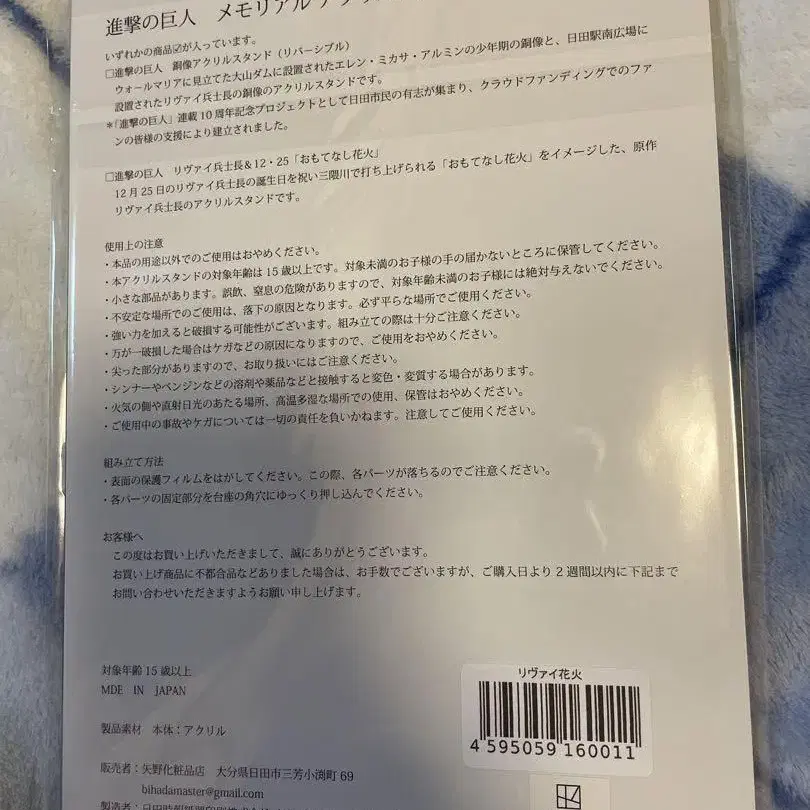 進撃の巨人 メモリアルアクリル
いずれかの商品☑が入っています。
□進撃の巨人 銅像アクリルスタンド（リバーシブル）
ウォールマリアに見立てた大山ダムに設置されたエレン・ミカサ・アルミンの少年期の銅像と、日田駅南広場に
設置されたリヴァイ兵士長の銅像のアクリルスタンドです。
＊「進撃の巨人」連載10周年記念プロジェクトとして日田市民の有志が集まり、クラウドファンディングでのファ
ンの皆様の支援により建立されました。
□進撃の巨人 リヴァイ兵士長＆12・25「おもてなし花火」
12月25日のリヴァイ兵士長の誕生日を祝い三隈川で打ち上げられる「おもてなし花火」をイメージした、原作
リヴァイ兵士長のアクリルスタンドです。
使用上の注意
・本品の用途以外でのご使用はおやめください。
・本アクリルスタンドの対象年齢は15歳以上です。対象未満のお子様の手の届かないところに保管してください。
・小さな部品があります。誤飲、窒息の危険がありますので、対象年齢未満のお子様には絶対与えないでください。
・不安定な場所でのご使用は、落下の原因となります。必ず平らな場所でご使用ください。
・強い力を加えると破損する可能性がございます。組み立ての際は十分ご注意ください。
・万が一破損した場合はケガなどの原因になりますので、ご使用をおやめください。
・尖った部分がありますので、お取り扱いにはご注意ください。
・シンナーやベンジンなどの溶剤や薬品などと接触すると変色・変質する場合があります。
・火気の側や直射日光のあたる場所、高温多湿な場所での使用、保管はおやめください。
・ご使用中の事故やケガについては一切の責任を負いかねます。注意してご使用ください。
組み立て方法
・表面の保護フィルムをはがしてください。この際、各パーツが落ちるのでご注意ください。
・各パーツの固定部分を台座の角穴にゆっくり押し込んでください。
お客様へ
この度はお買い上げいただきまして、誠にありがとうございます。
お買い上げ商品に不都合品などありました場合は、お手数でございますが、ご購入日より2週間以内に下記まで
お問い合わせいただきますようお願い申し上げます。
対象年齢15歳以上
MDE IN JAPAN
製品素材 本体：アクリル
リヴァイ花火
4 595059 160011
販売者：矢野化粧品店 大分県日田市三芳小渕町69
bihadamaster@gmail.com